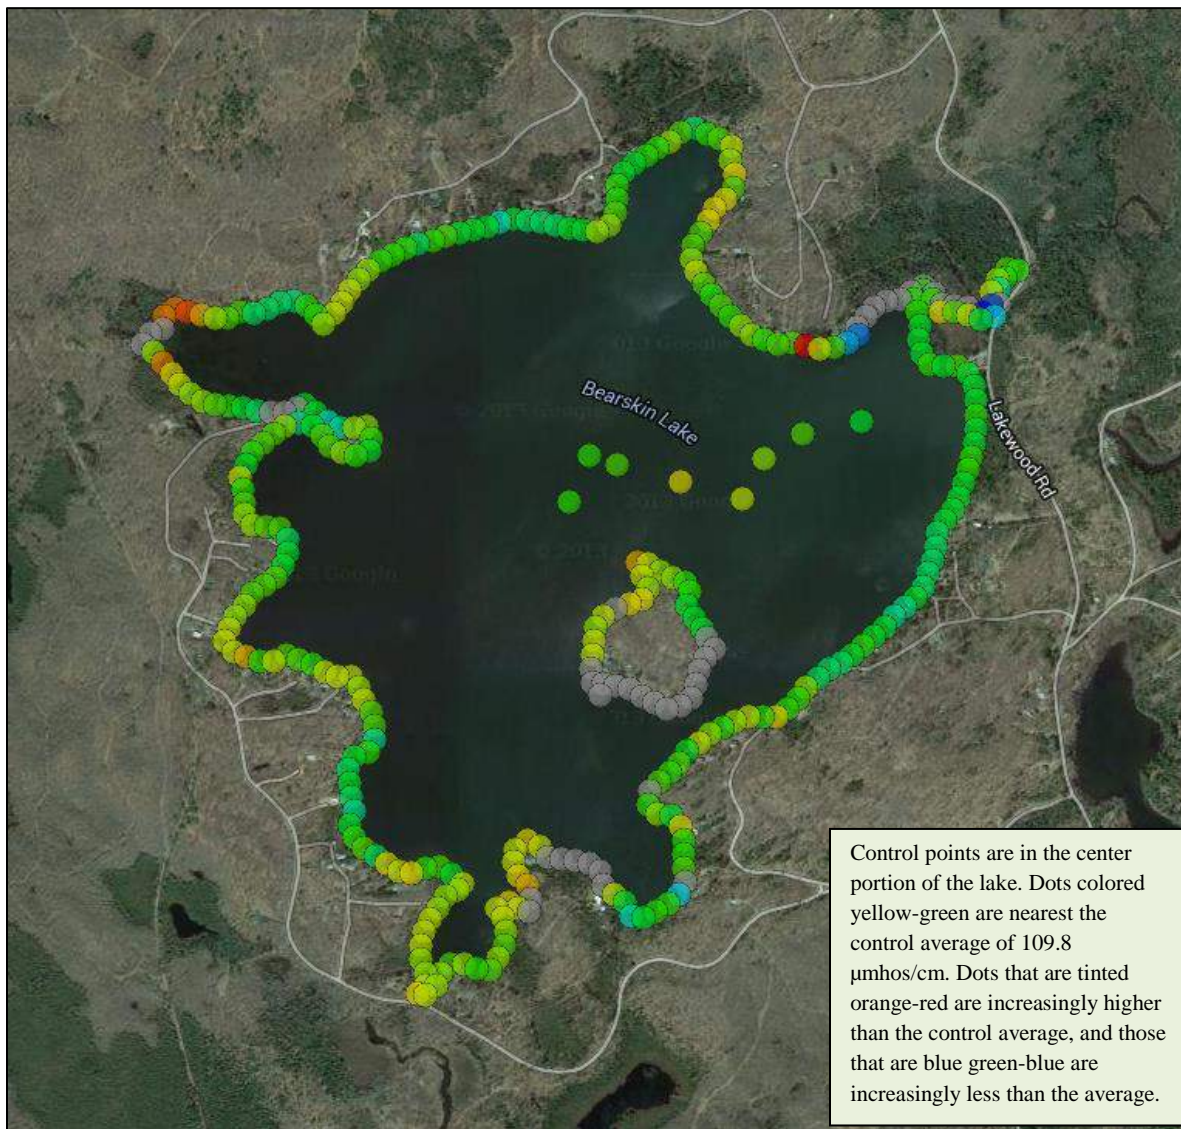 Bearskin Lake
Lakewood Rd
Control points are in the center
portion of the lake. Dots colored
yellow-green are nearest the
control average of 109.8
µmhos/cm. Dots that are tinted
orange-red are increasingly higher
than the control average, and those
that are blue green-blue are
increasingly less than the average.